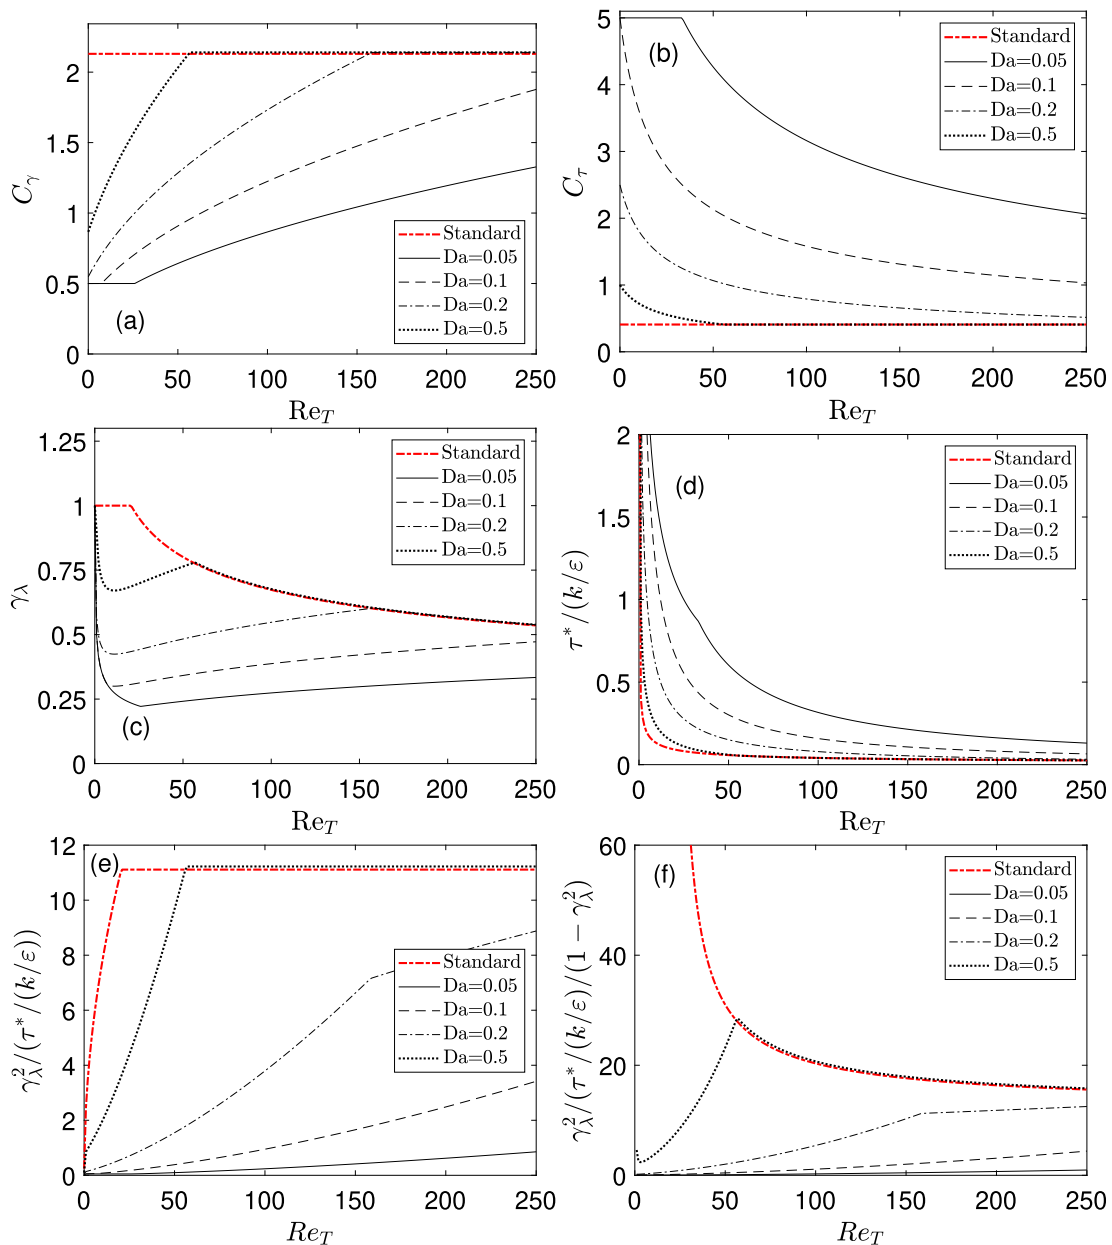 (a)
C_γ
2
1.5
1
0.5
0
0 50 100 150 200 250
Re_T
Standard
Da=0.05
Da=0.1
Da=0.2
Da=0.5
(b)
C_τ
5
4
3
2
1
0
0 50 100 150 200 250
Re_T
Standard
Da=0.05
Da=0.1
Da=0.2
Da=0.5
(c)
γ_λ
1.25
1
0.75
0.5
0.25
0
0 50 100 150 200 250
Re_T
Standard
Da=0.05
Da=0.1
Da=0.2
Da=0.5
(d)
τ*/(k/ε)
2
1.5
1
0.5
0
0 50 100 150 200 250
Re_T
Standard
Da=0.05
Da=0.1
Da=0.2
Da=0.5
(e)
γ_λ^2/(τ*/(k/ε))
12
10
8
6
4
2
0
0 50 100 150 200 250
Re_T
Standard
Da=0.05
Da=0.1
Da=0.2
Da=0.5
(f)
γ_λ^2/(τ*/(k/ε)/(1 − γ_λ^2)
60
40
20
0
0 50 100 150 200 250
Re_T
Standard
Da=0.05
Da=0.1
Da=0.2
Da=0.5